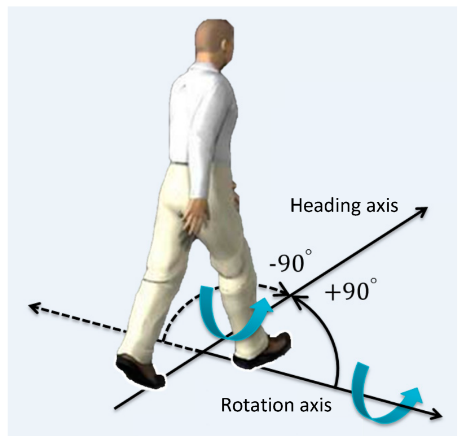 Heading axis
-90°
+90°
Rotation axis